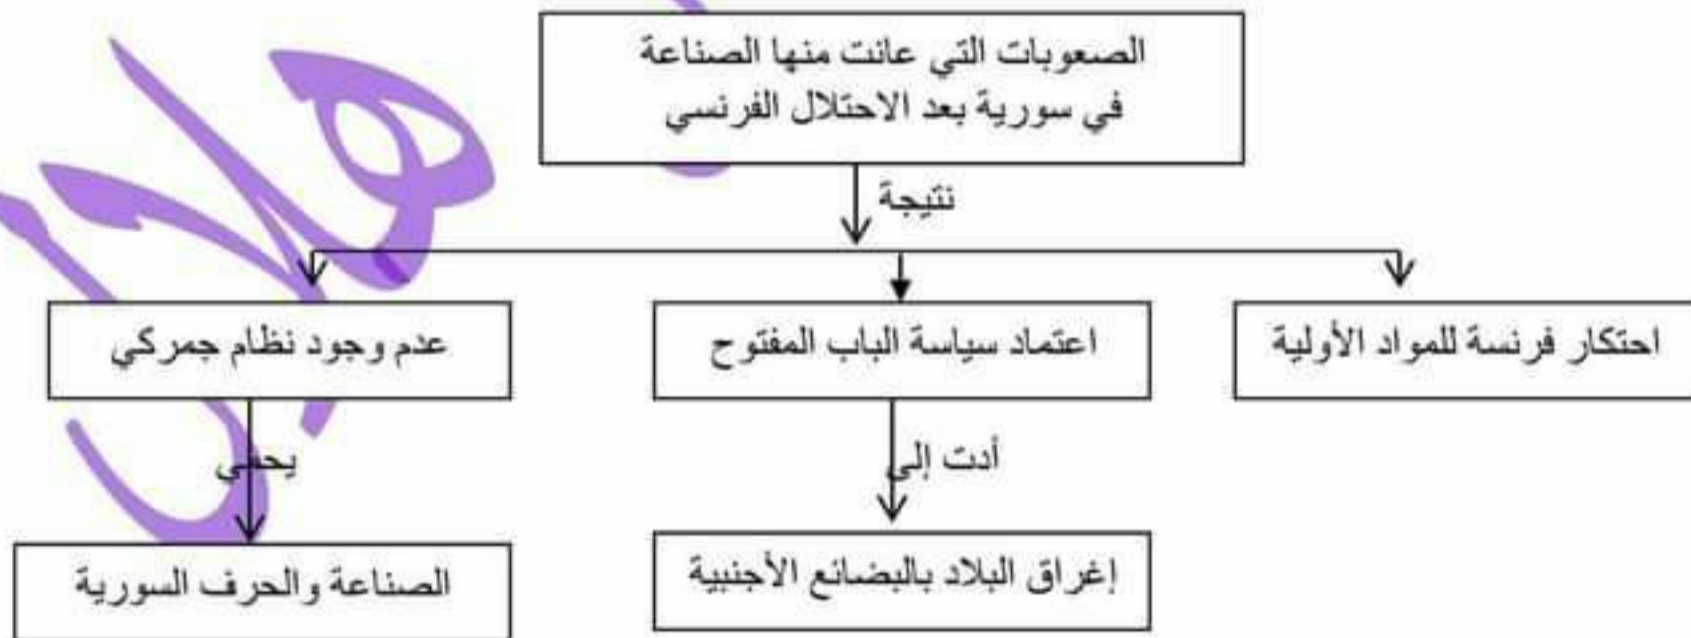 الصعوبات التي عانت منها الصناعة
في سورية بعد الاحتلال الفرنسي
نتيجة
احتكار فرنسة للمواد الأولية
اعتماد سياسة الباب المفتوح
عدم وجود نظام جمركي
أدت إلى
يحمي
إغراق البلاد بالبضائع الأجنبية
الصناعة والحرف السورية